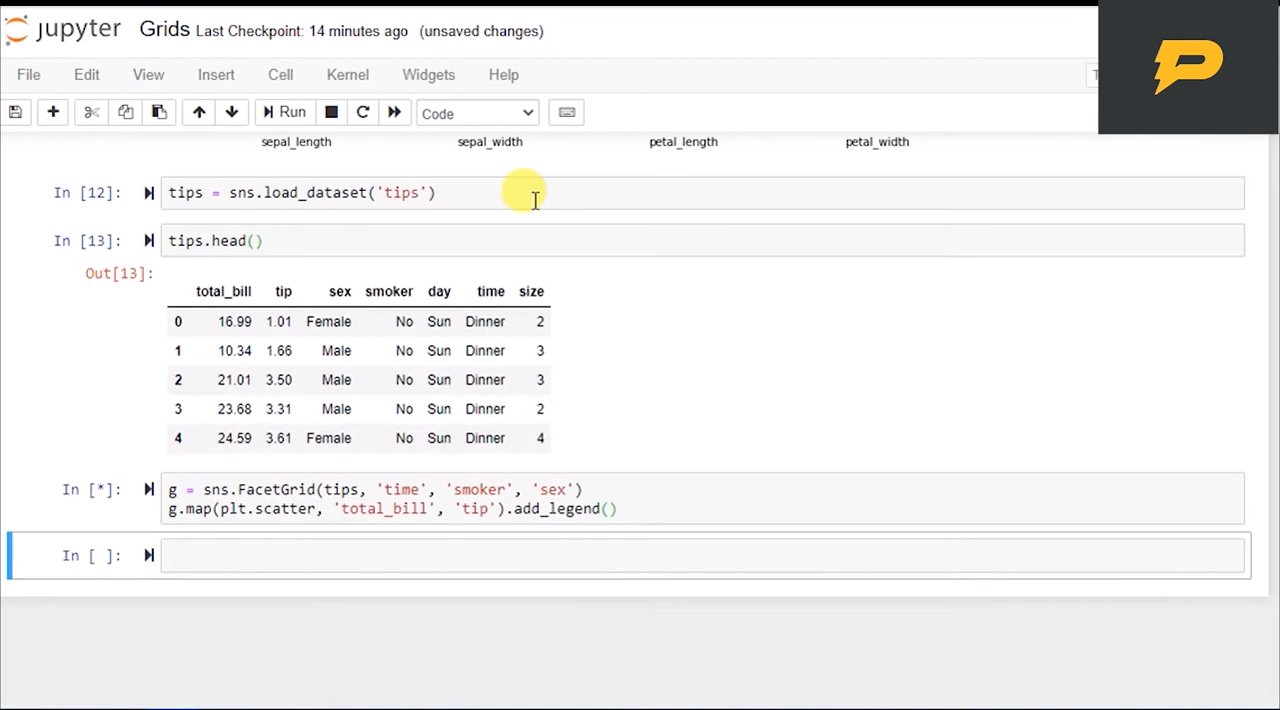 jupyter Grids Last Checkpoint: 14 minutes ago (unsaved changes)
File Edit View Insert Cell Kernel Widgets Help
Run Code
sepal_length sepal_width petal_length petal_width
In [12]: tips = sns.load_dataset('tips')
In [13]: tips.head()
Out[13]:
total_bill tip sex smoker day time size
0 16.99 1.01 Female No Sun Dinner 2
1 10.34 1.66 Male No Sun Dinner 3
2 21.01 3.50 Male No Sun Dinner 3
3 23.68 3.31 Male No Sun Dinner 2
4 24.59 3.61 Female No Sun Dinner 4
In [*]: g = sns.FacetGrid(tips, 'time', 'smoker', 'sex')
g.map(plt.scatter, 'total_bill', 'tip').add_legend()
In [ ]: